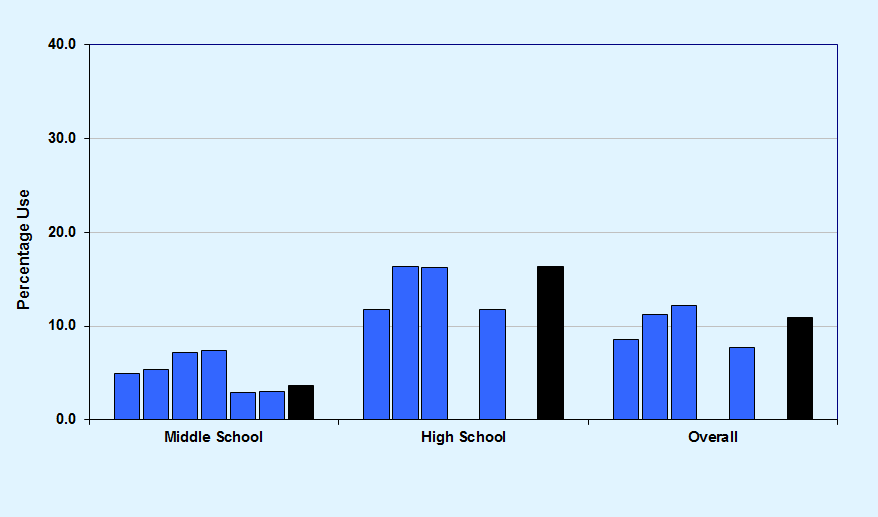 40.0
30.0
20.0
10.0
0.0
Percentage Use
Middle School
High School
Overall